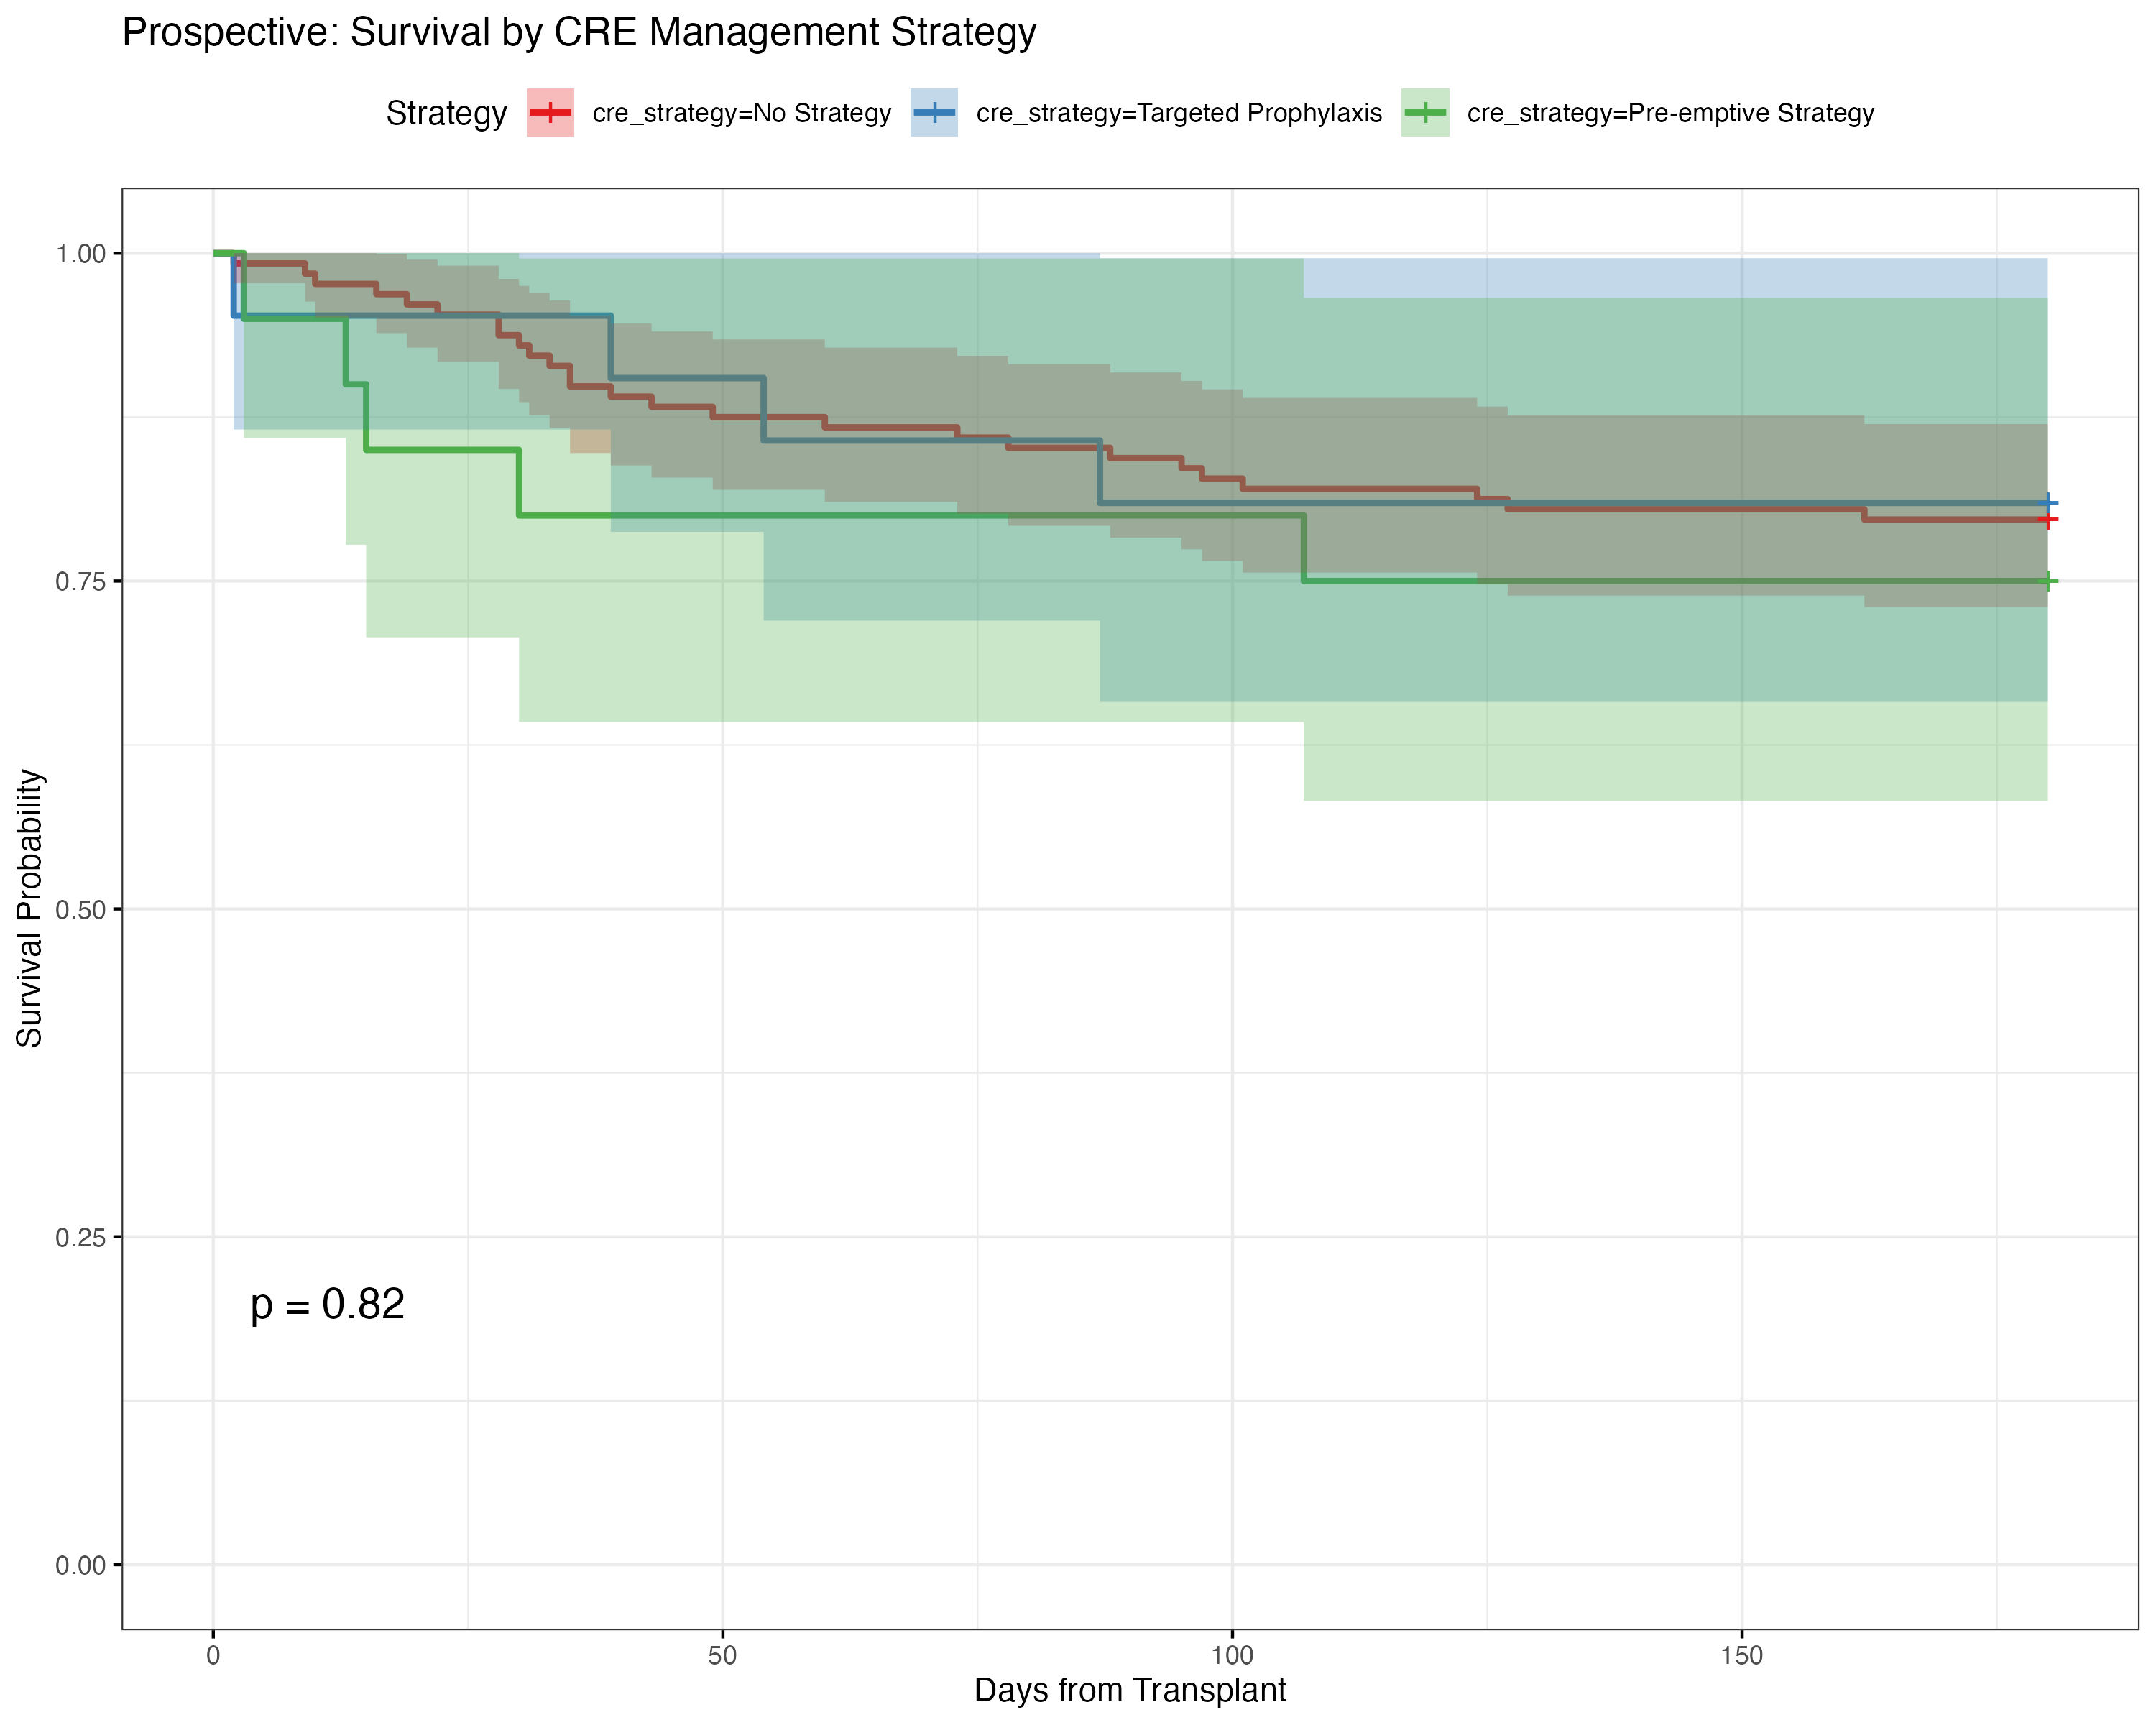 Prospective: Survival by CRE Management Strategy
Strategy cre_strategy=No Strategy cre_strategy=Targeted Prophylaxis cre_strategy=Pre-emptive Strategy
1.00
0.75
0.50
0.25
0.00
Survival Probability
p = 0.82
0 50 100 150
Days from Transplant